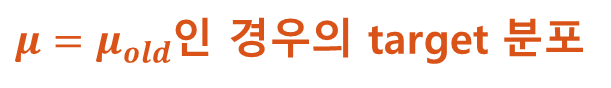 μ = μ_old인 경우의 target 분포